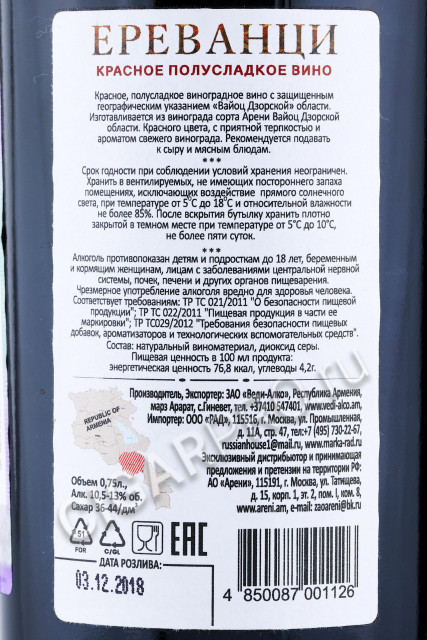 ЕРЕВАНЦИ
КРАСНОЕ ПОЛУСЛАДКОЕ ВИНО
Красное, полусладкое виноградное вино с защищенным
географическим указанием «Вайоц Дзорской» области.
Изготавливается из винограда сорта Арени Вайоц Дзорской
области. Красного цвета, с приятной терпкостью и
ароматом свежего винограда. Рекомендуется подавать
к сыру и мясным блюдам.
***
Срок годности при соблюдении условий хранения неограничен.
Хранить в вентилируемых, не имеющих постороннего запаха
помещениях, исключающих воздействие прямого солнечного
света, при температуре от 5°С до 18°С и относительной влажности
не более 85%. После вскрытия бутылку хранить плотно
закрытой в темном месте при температуре от 5°С до 10°С,
не более пяти суток.
***
Алкоголь противопоказан детям и подросткам до 18 лет, беременным
и кормящим женщинам, лицам с заболеваниями центральной нервной
системы, почек, печени и других органов пищеварения.
Чрезмерное употребление алкоголя вредно для здоровья человека.
Соответствует требованиям: ТР ТС 021/2011 "О безопасности пищевой
продукции"; ТР ТС 022/2011 "Пищевая продукция в части ее
маркировки"; ТР ТС029/2012 "Требования безопасности пищевых
добавок, ароматизаторов и технологических вспомогательных средств".
Состав: натуральный виноматериал, диоксид серы.
Пищевая ценность в 100 мл продукта:
энергетическая ценность 76,8 ккал, углеводы 4,2г.
Производитель, Экспортер: ЗАО «Веди-Алко», Республика Армения,
марз Арарат, с.Гиневет, тел. +37410 547401, www.vedi-alco.am
Импортер: ООО «РАД», 115516, г. Москва, ул. Промышленная,
д. 11А, стр. 47, тел:+7(495) 730-22-67,
russianhouse1@mail.ru, www.marka-rad.ru
Эксклюзивный дистрибьютор и принимающая
предложения и претензии на территории РФ:
АО «Арени», 115191, г. Москва, ул. Татищева,
д. 15, корп. 1, эт. 2, пом. I, ком. 8,
www.areni.am, e-mail: zaoareni@bk.ru
REPUBLIC OF
ARMENIA
Объем 0,75л.,
Алк. 10,5-13% об.
Сахар 36-44/дм³
51
FOR
C/GL
EAC
ДАТА РОЗЛИВА:
03.12.2018
4 850087 001126